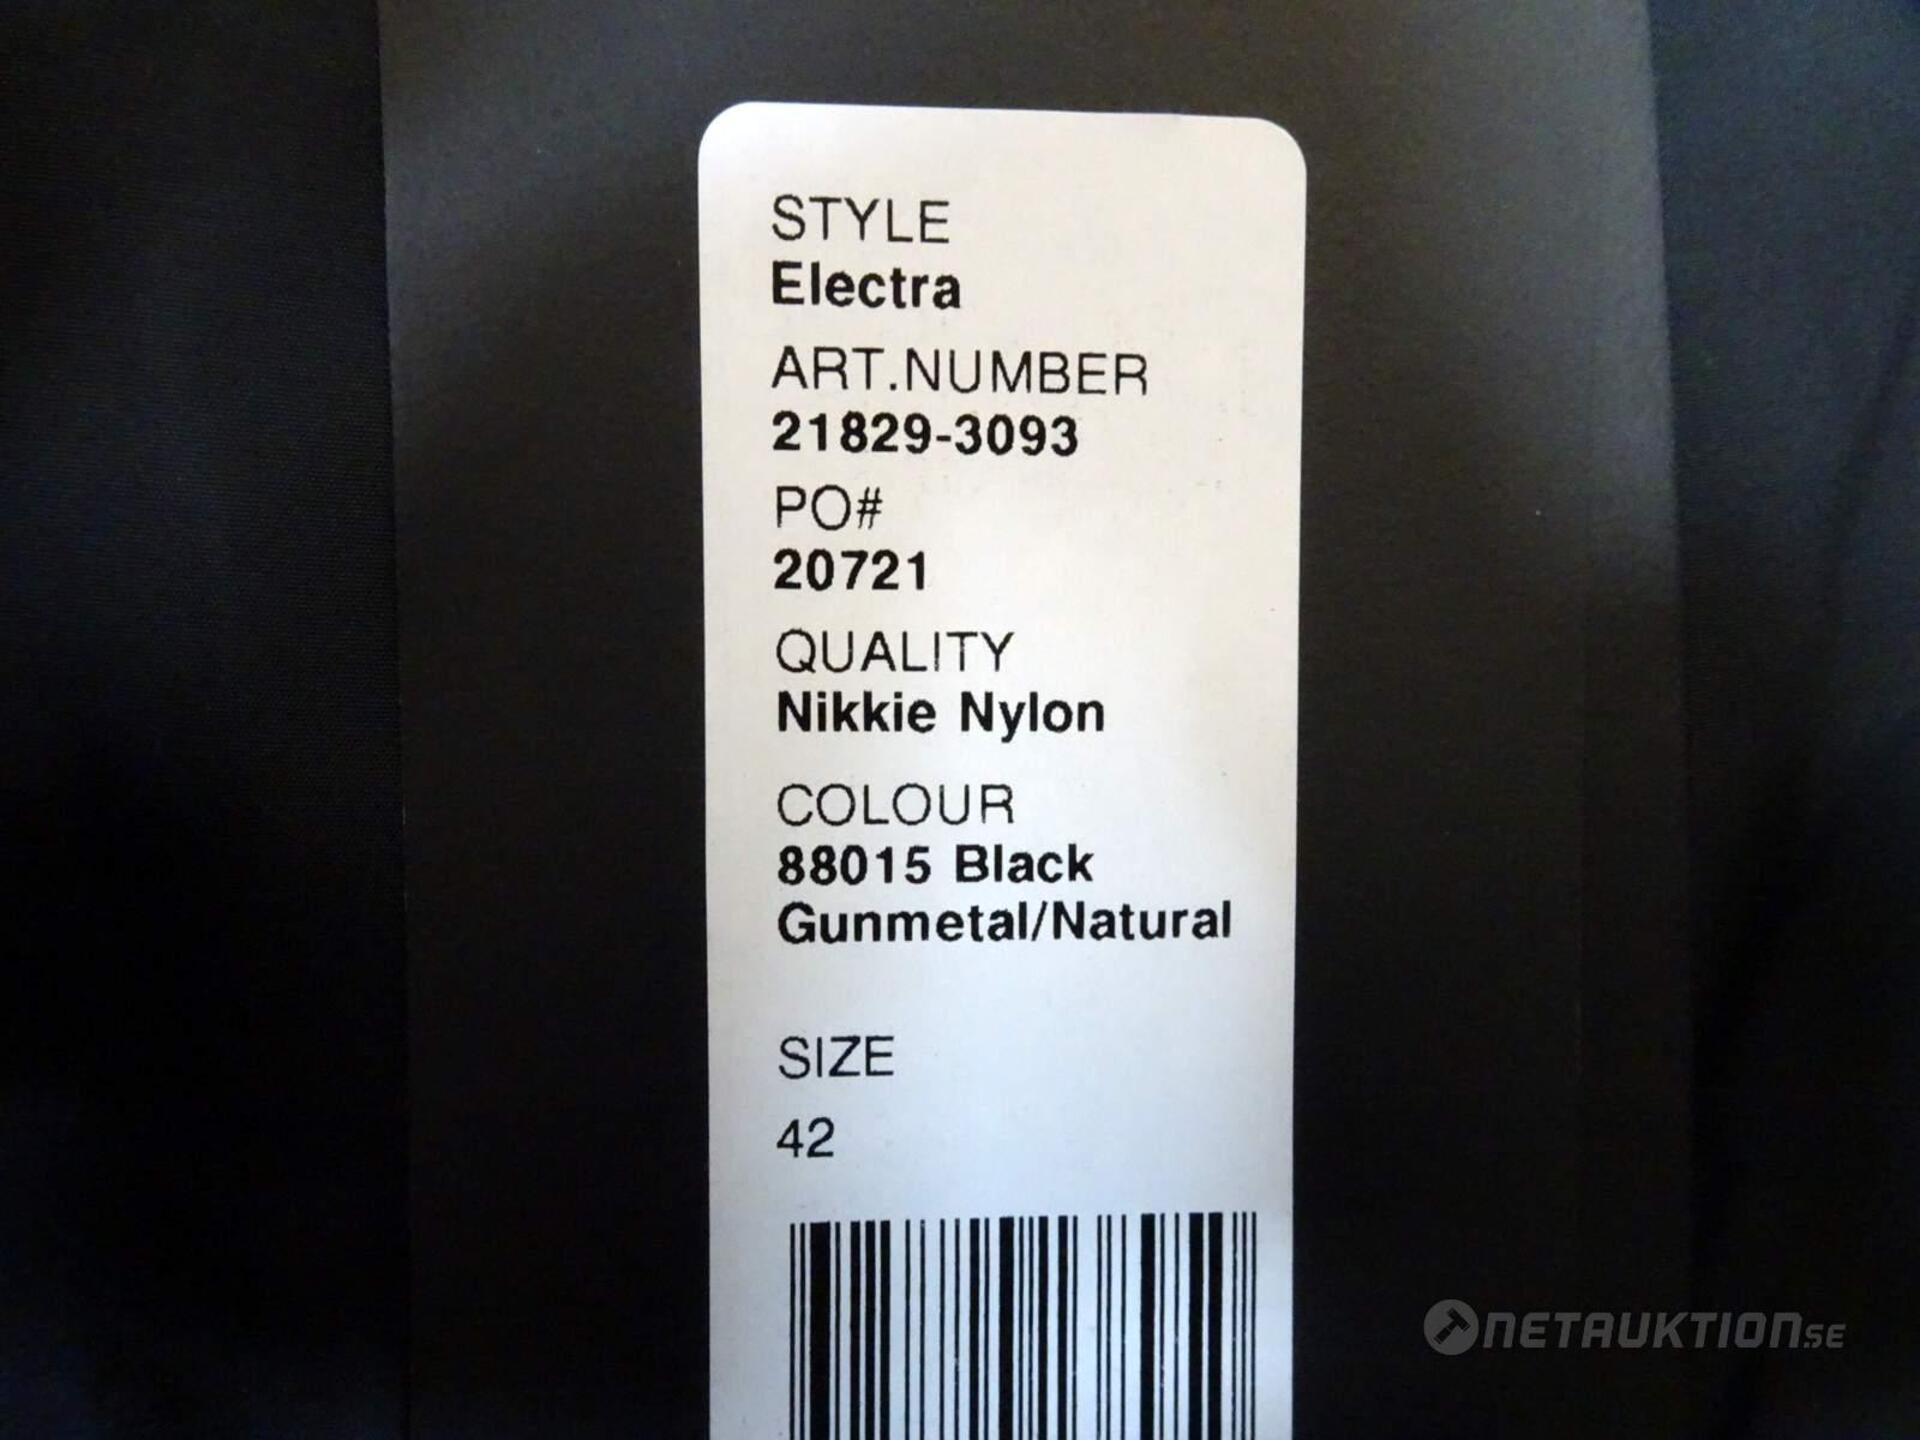 STYLE
Electra
ART.NUMBER
21829-3093
PO#
20721
QUALITY
Nikkie Nylon
COLOUR
88015 Black
Gunmetal/Natural
SIZE
42
NETAUKTION.SE